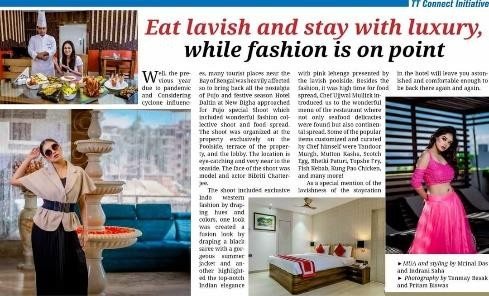 TT Connect Initiative
Eat lavish and stay with luxury,
while fashion is on point
Well, the pre-
vious year
due to pandemic
and Considering
cyclone influenc-
es, many tourist places near the
Bay of Bengal was heavily affected
so to bring back all the nostalgia
of Pujo and festive season Hotel
Dalim at New Digha approached
for Pujo special Shoot which
included wonderful fashion col-
lective shoot and food spread.
The shoot was organized at the
property exclusively on the
Poolside, terrace of the proper-
ty, and the lobby. The location is
eye-catching and very near to the
seaside. The face of the shoot was
model and actor Bibriti Chatter-
jee.
The shoot included exclusive
Indo western
fashion by drap-
ing hues and
colors, one look
was created a
fusion look by
draping a black
saree with a gor-
geous summer
jacket and an-
other highlight-
ed the top-notch
Indian elegance
with pink lehenga presented by
the lavish poolside. Besides the
fashion, it was high time for food
spread, Chef Ujjwal Mullick in-
troduced us to the wonderful
menu of the restaurant where
not only seafood delicacies
were found but also continen-
tal spread. Some of the popular
items customized and curated
by Chef himself were Tandoor
Murgh, Mutton Kasha, Scotch
Egg, Bhetki Paturi, Topshe Fry,
Fish Kebab, Kung Pao Chicken,
and many more!
As a special mention of the
lavishness of the staycation
in the hotel will leave you aston-
ished and comfortable enough to
be back there again and again.
► MUA and styling by Mrinal Das
and Indrani Saha
► Photography by Tanmay Basak
and Pritam Biswas